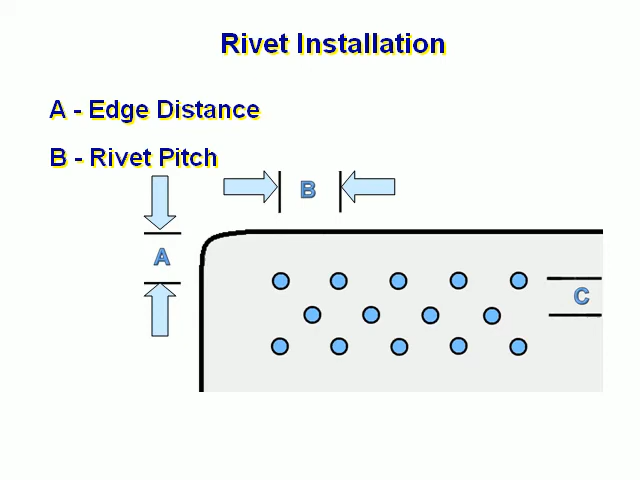 Rivet Installation
A - Edge Distance
B - Rivet Pitch
B
A
C